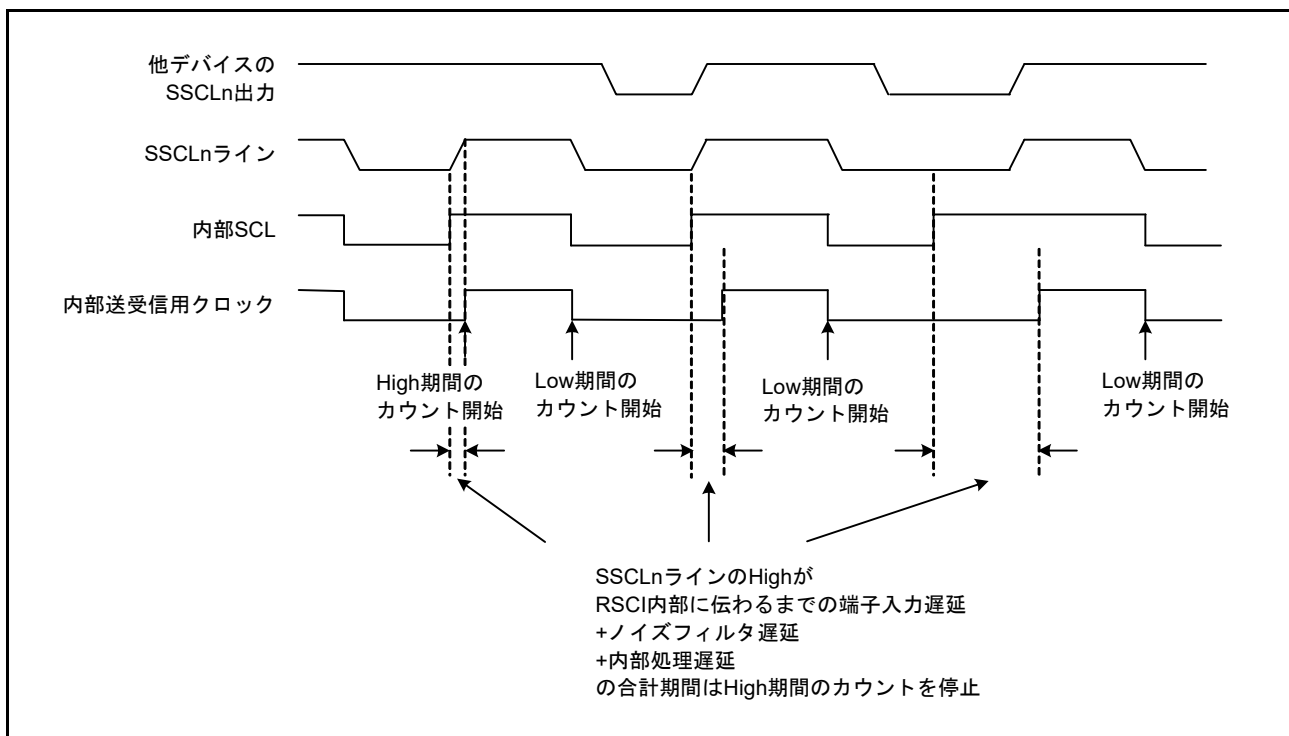 他デバイスの
SSCLn出力
SSCLnライン
内部SCL
内部送受信用クロック
High期間の
カウント開始
Low期間の
カウント開始
Low期間の
カウント開始
Low期間の
カウント開始
SSCLnラインのHighが
RSCI内部に伝わるまでの端子入力遅延
+ノイズフィルタ遅延
+内部処理遅延
の合計期間はHigh期間のカウントを停止